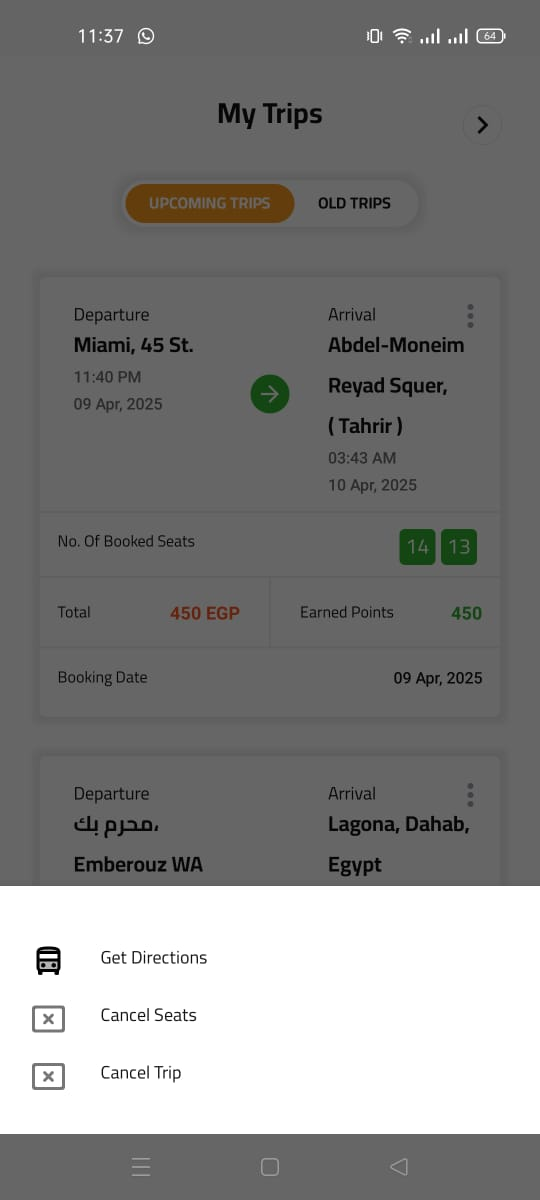 11:37
64
My Trips
UPCOMING TRIPS
OLD TRIPS
Departure
Miami, 45 St.
11:40 PM
09 Apr, 2025
Arrival
Abdel-Moneim
Reyad Squer,
( Tahrir )
03:43 AM
10 Apr, 2025
No. Of Booked Seats
14 13
Total
450 EGP
Earned Points
450
Booking Date
09 Apr, 2025
Departure
محرم بك،
Emberouz WA
Arrival
Lagona, Dahab,
Egypt
Get Directions
Cancel Seats
Cancel Trip